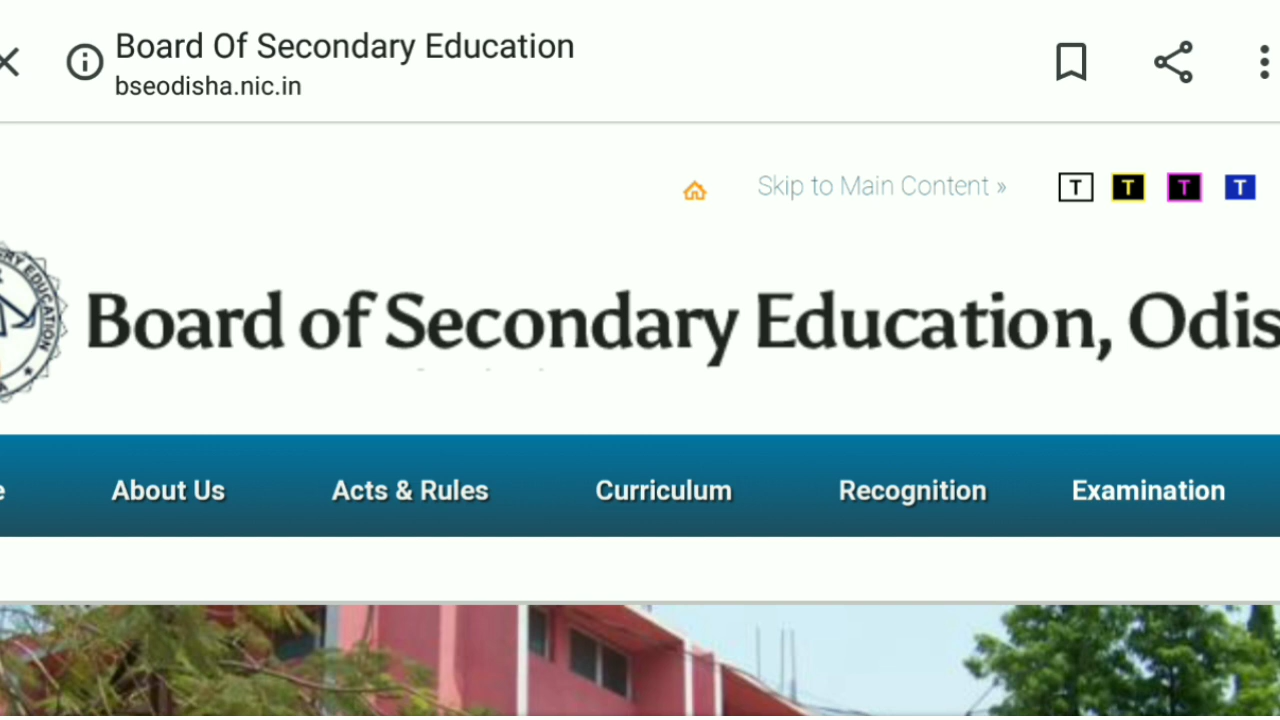 Board Of Secondary Education
bseodisha.nic.in
Skip to Main Content »
T T T T
EDUCATION
Board of Secondary Education, Odis
About Us Acts & Rules Curriculum Recognition Examination